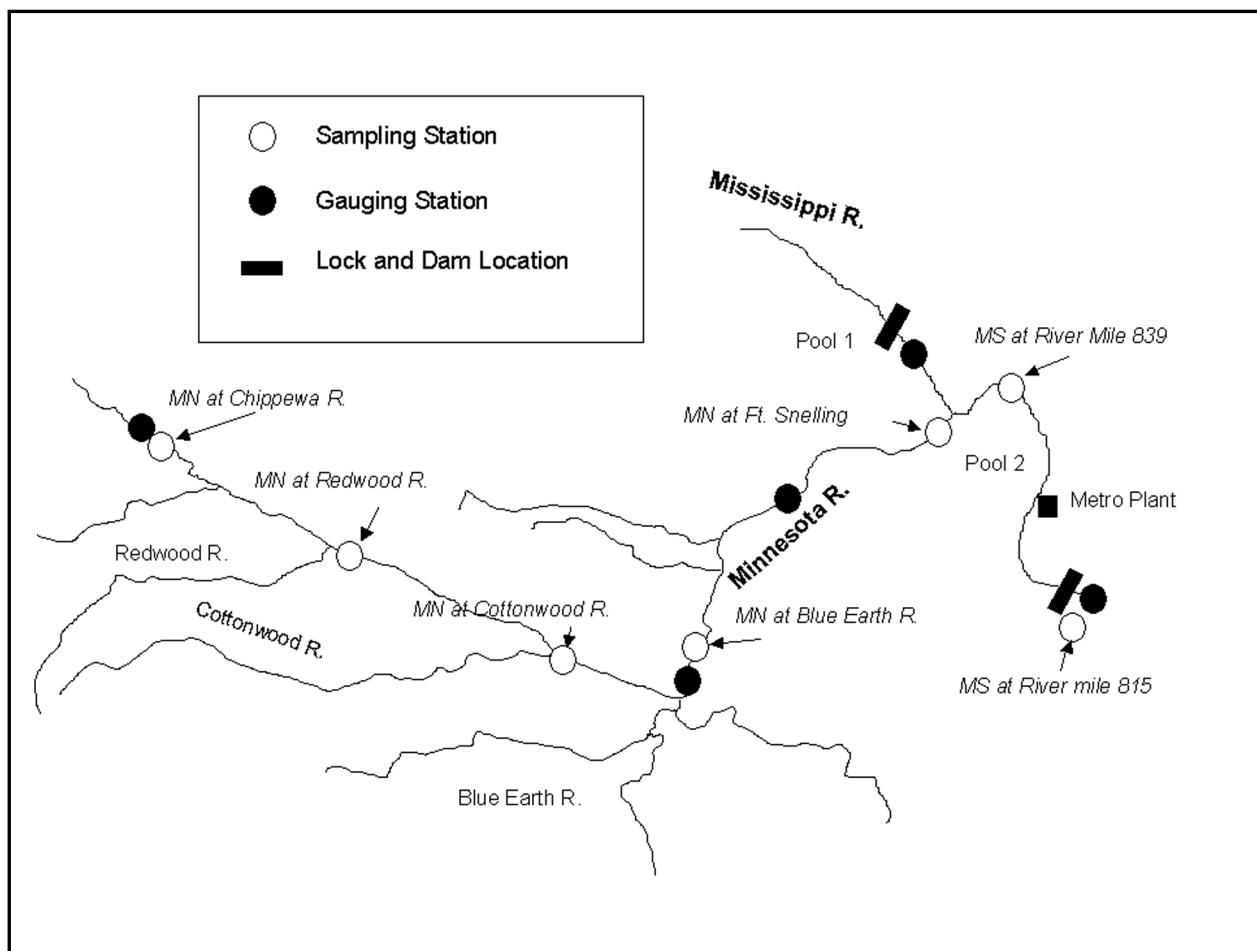 Sampling Station
Gauging Station
Lock and Dam Location
Mississippi R.
Pool 1
MS at River Mile 839
MN at Chippewa R.
MN at Ft. Snelling
MN at Redwood R.
Pool 2
Metro Plant
Minnesota R.
Redwood R.
Cottonwood R.
MN at Cottonwood R.
MN at Blue Earth R.
MS at River mile 815
Blue Earth R.